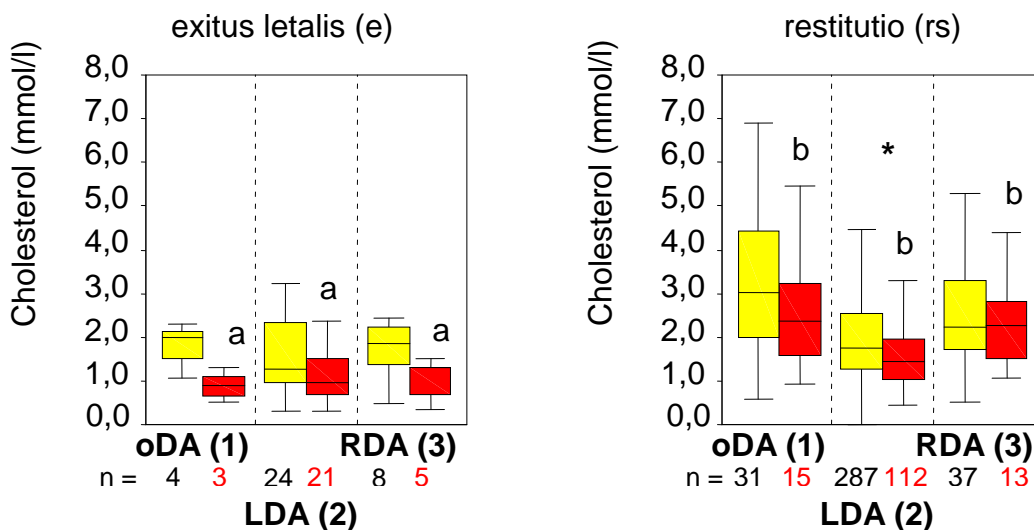 exitus letalis (e)
Cholesterol (mmol/l)
8,0
7,0
6,0
5,0
4,0
3,0
2,0
1,0
0,0
a
a
a
oDA (1)
RDA (3)
n = 4 3 24 21 8 5
LDA (2)
restitutio (rs)
Cholesterol (mmol/l)
8,0
7,0
6,0
5,0
4,0
3,0
2,0
1,0
0,0
b
*
b
b
oDA (1)
RDA (3)
n = 31 15 287 112 37 13
LDA (2)